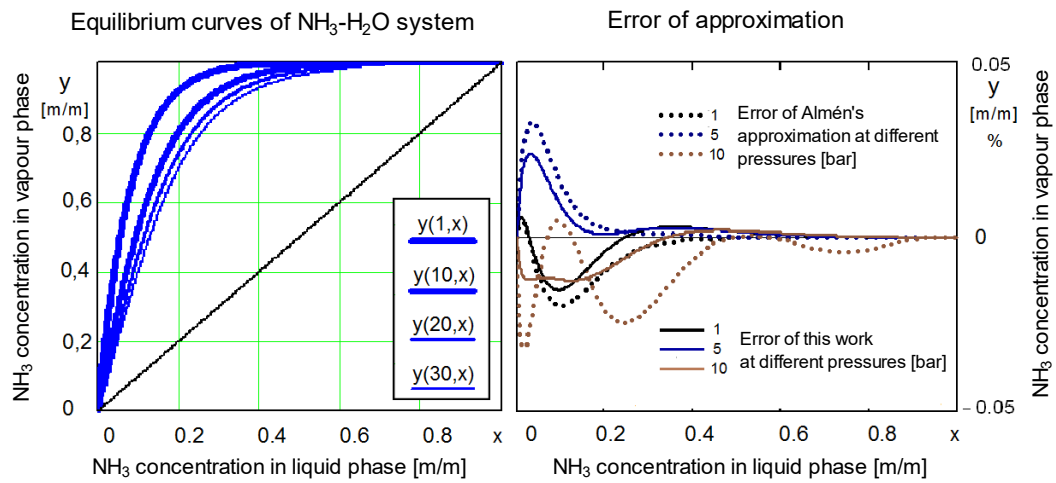 Equilibrium curves of NH₃-H₂O system
NH₃ concentration in vapour phase
y
[m/m]
0,8
0,6
0,4
0,2
0
y(1,x)
y(10,x)
y(20,x)
y(30,x)
0 0.2 0.4 0.6 0.8 x
NH₃ concentration in liquid phase [m/m]
Error of approximation
0.05
y
[m/m]
%
0
-0.05
NH₃ concentration in vapour phase
1 Error of Almén's
5 approximation at different
10 pressures [bar]
1
5 Error of this work
10 at different pressures [bar]
0 0.2 0.4 0.6 0.8 x
NH₃ concentration in liquid phase [m/m]